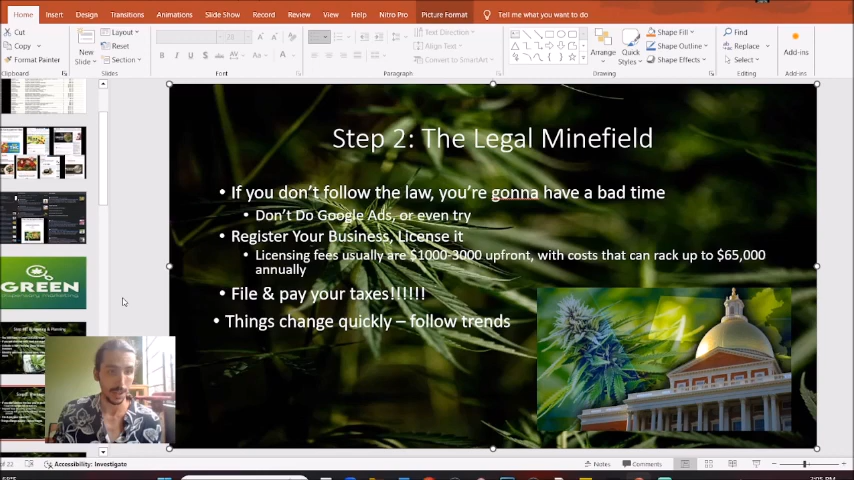 Home Insert Design Transitions Animations Slide Show Record Review View Help Nitro Pro Picture Format Tell me what you want to do
Cut
Copy
Format Painter
Clipboard
New
Slide
Layout
Reset
Section
Slides
Font
Text Direction
Align Text
Convert to SmartArt
Paragraph
Arrange
Quick
Styles
Shape Fill
Shape Outline
Shape Effects
Drawing
Find
Replace
Select
Editing
Add-ins
Add-ins
Step 2: The Legal Minefield
• If you don't follow the law, you're gonna have a bad time
• Don't Do Google Ads, or even try
• Register Your Business, License it
• Licensing fees usually are $1000-3000 upfront, with costs that can rack up to $65,000
annually
• File & pay your taxes!!!!!!
• Things change quickly – follow trends
GREEN
of 22 Accessibility: Investigate Notes Comments